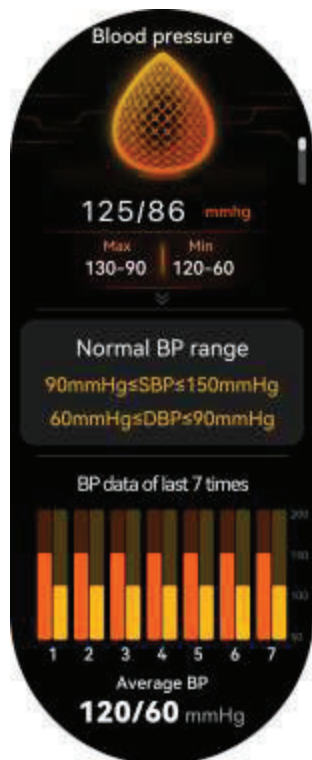 Blood pressure
125/86 mmhg
Max Min
130-90 120-60
Normal BP range
90mmHg≤SBP≤150mmHg
60mmHg≤DBP≤90mmHg
BP data of last 7 times
200
150
100
50
1 2 3 4 5 6 7
Average BP
120/60 mmHg